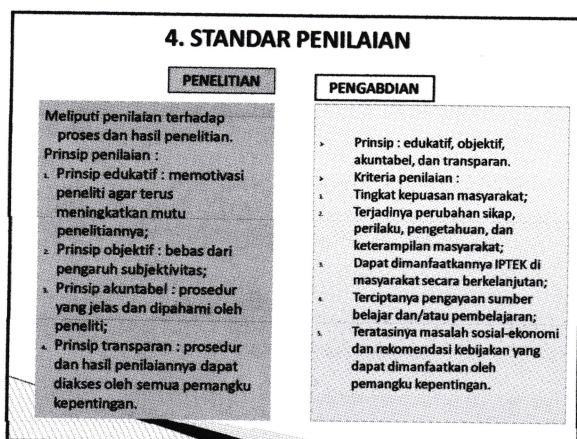 4. STANDAR PENILAIAN
PENELITIAN
Meliputi penilaian terhadap
proses dan hasil penelitian.
Prinsip penilaian :
1. Prinsip edukatif : memotivasi
peneliti agar terus
meningkatkan mutu
penelitiannya;
2. Prinsip objektif : bebas dari
pengaruh subjektivitas;
3. Prinsip akuntabel : prosedur
yang jelas dan dipahami oleh
peneliti;
4. Prinsip transparan : prosedur
dan hasil penilaiannya dapat
diakses oleh semua pemangku
kepentingan.
PENGABDIAN
➤ Prinsip : edukatif, objektif,
akuntabel, dan transparan.
➤ Kriteria penilaian :
1. Tingkat kepuasan masyarakat;
2. Terjadinya perubahan sikap,
perilaku, pengetahuan, dan
keterampilan masyarakat;
3. Dapat dimanfaatkannya IPTEK di
masyarakat secara berkelanjutan;
4. Terciptanya pengayaan sumber
belajar dan/atau pembelajaran;
5. Teratasinya masalah sosial-ekonomi
dan rekomendasi kebijakan yang
dapat dimanfaatkan oleh
pemangku kepentingan.